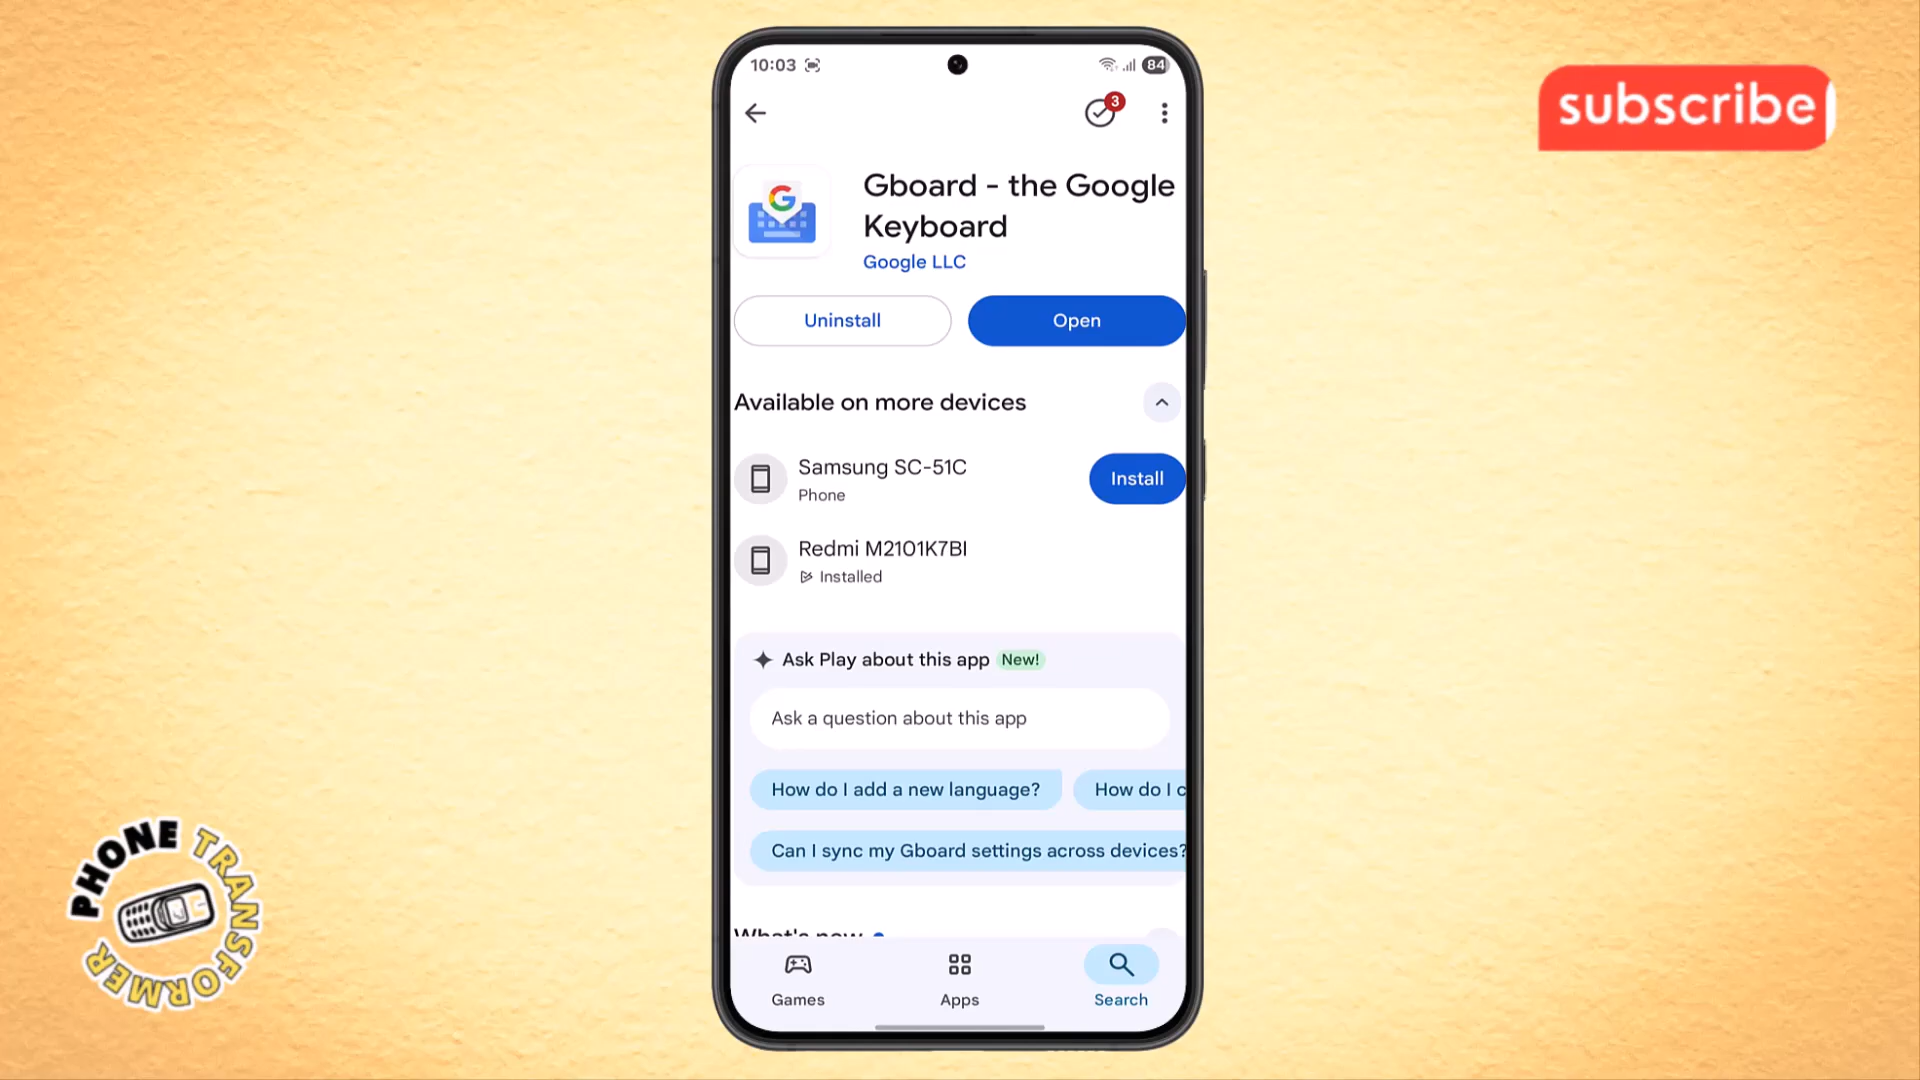 10:03
84
3
subscribe
Gboard - the Google
Keyboard
Google LLC
Uninstall
Open
Available on more devices
Samsung SC-51C
Phone
Install
Redmi M2101K7BI
Installed
Ask Play about this app New!
Ask a question about this app
How do I add a new language?
How do I c
Can I sync my Gboard settings across devices?
What's new
Games
Apps
Search
PHONE TRANSFORMER